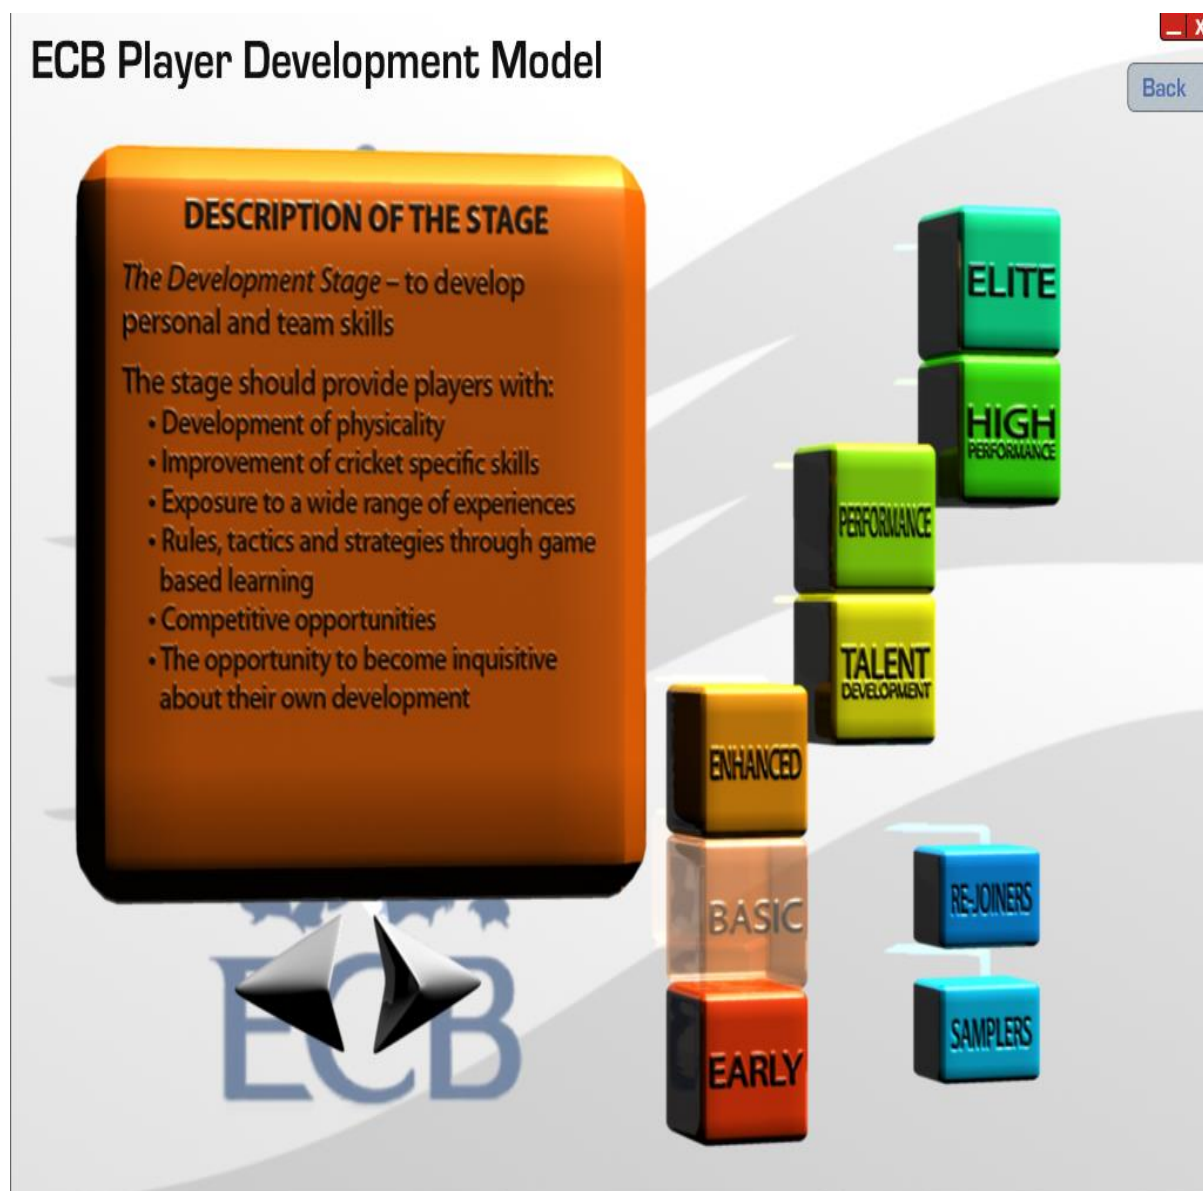 ECB Player Development Model
X
Back
DESCRIPTION OF THE STAGE
The Development Stage – to develop
personal and team skills
The stage should provide players with:
• Development of physicality
• Improvement of cricket specific skills
• Exposure to a wide range of experiences
• Rules, tactics and strategies through game
based learning
• Competitive opportunities
• The opportunity to become inquisitive
about their own development
ELITE
HIGH
PERFORMANCE
PERFORMANCE
TALENT
DEVELOPMENT
ENHANCED
BASIC
EARLY
RE-JOINERS
SAMPLERS
ECB